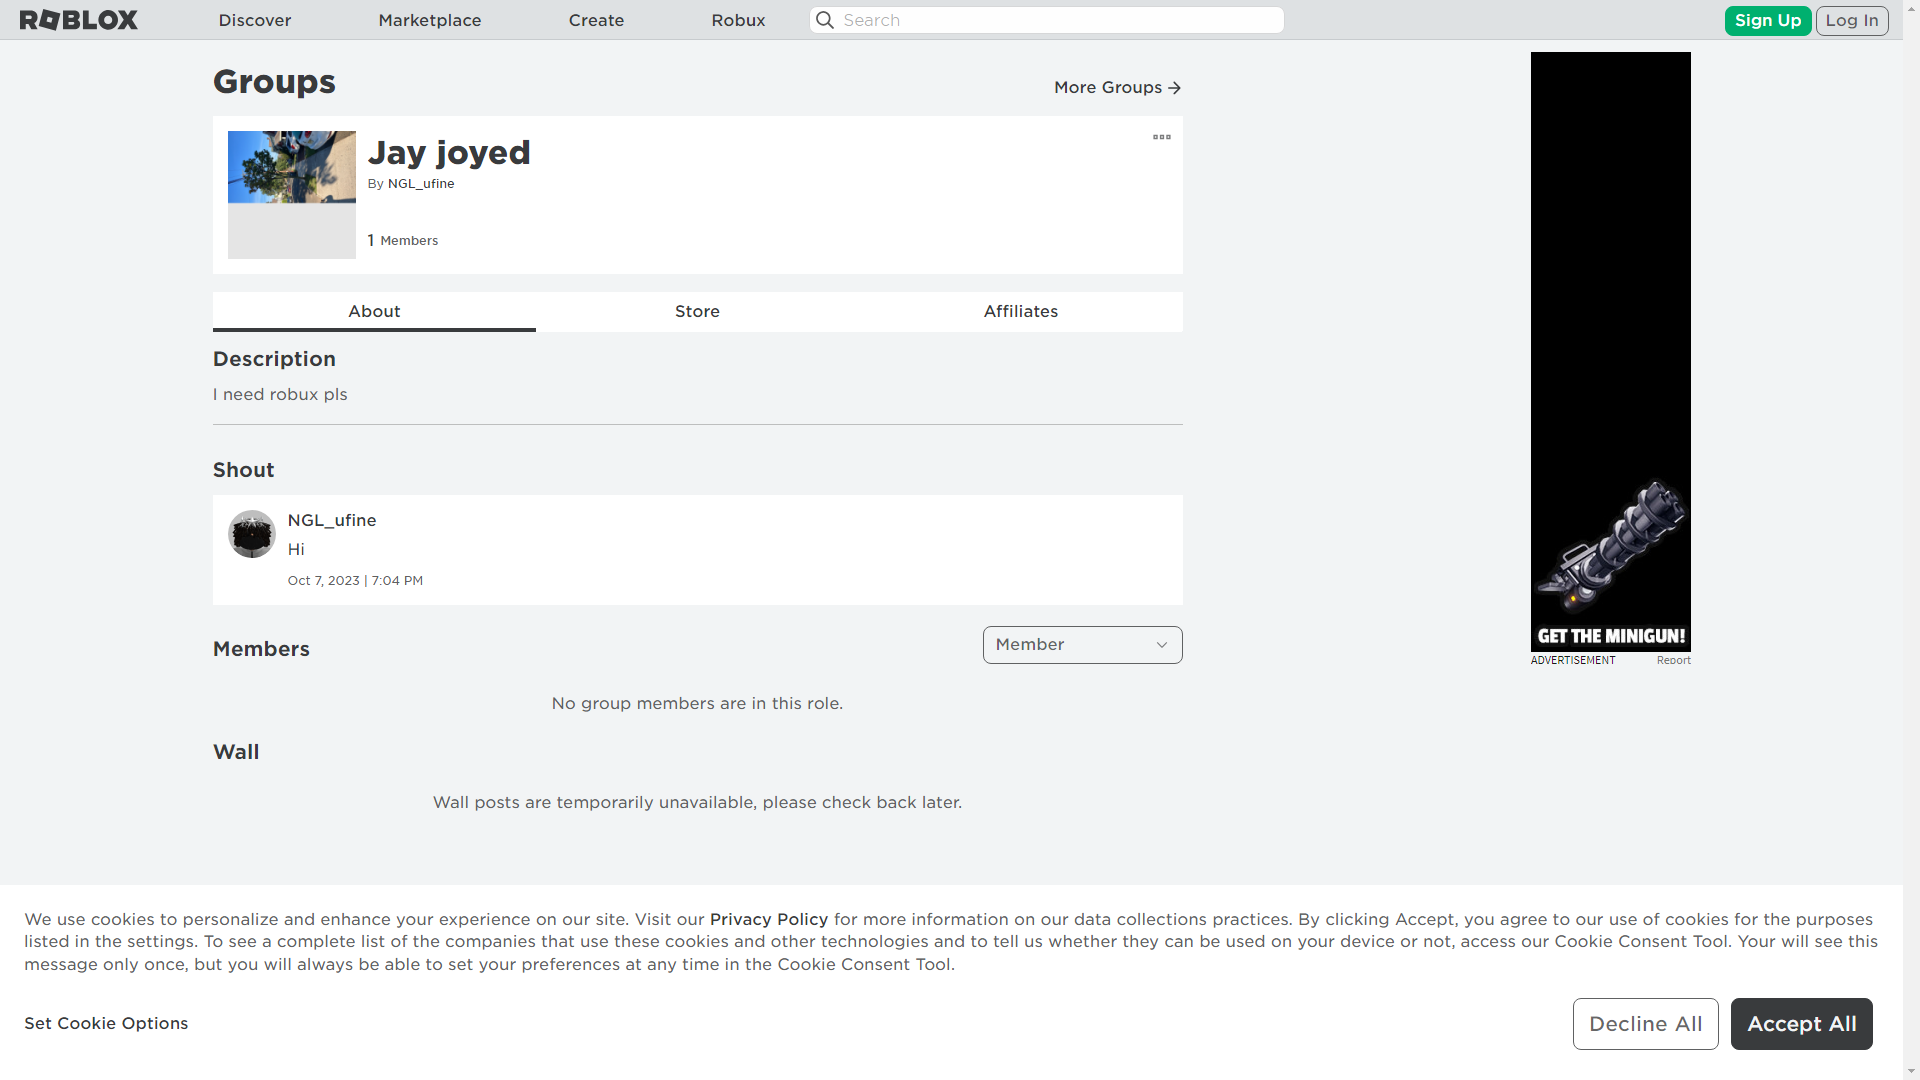 ROBLOX
Discover
Marketplace
Create
Robux
Search
Sign Up
Log In
Groups
More Groups
Jay joyed
By NGL_ufine
1 Members
About
Store
Affiliates
Description
I need robux pls
Shout
NGL_ufine
Hi
Oct 7, 2023 | 7:04 PM
Members
Member
No group members are in this role.
Wall
Wall posts are temporarily unavailable, please check back later.
GET THE MINIGUN!
ADVERTISEMENT
Report
We use cookies to personalize and enhance your experience on our site. Visit our Privacy Policy for more information on our data collections practices. By clicking Accept, you agree to our use of cookies for the purposes
listed in the settings. To see a complete list of the companies that use these cookies and other technologies and to tell us whether they can be used on your device or not, access our Cookie Consent Tool. Your will see this
message only once, but you will always be able to set your preferences at any time in the Cookie Consent Tool.
Set Cookie Options
Decline All
Accept All